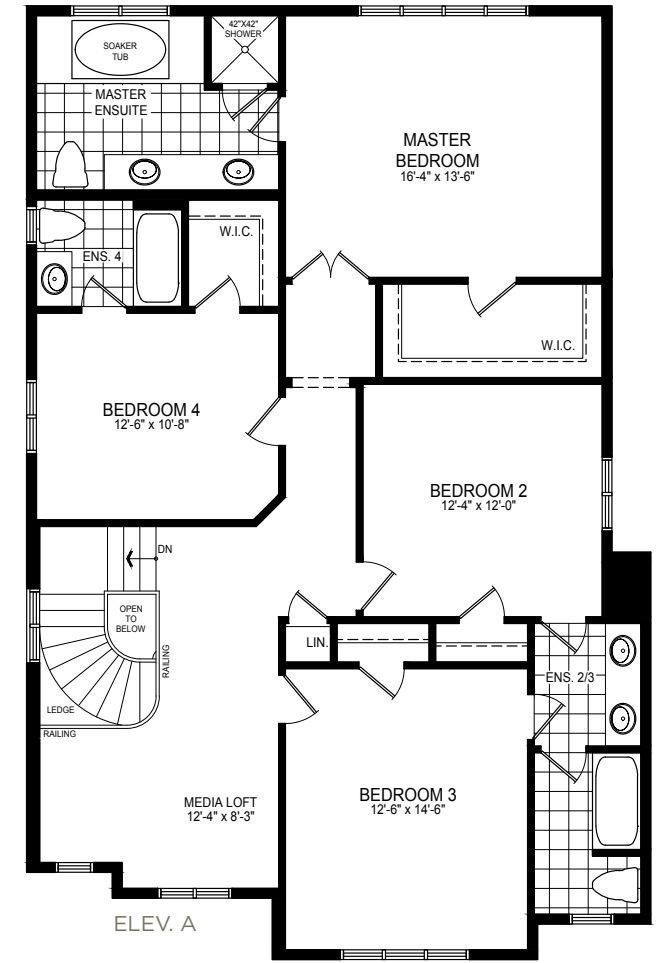 42"X42"
SHOWER
SOAKER
TUB
MASTER
ENSUITE
MASTER
BEDROOM
16'-4" x 13'-6"
W.I.C.
ENS. 4
W.I.C.
BEDROOM 4
12'-6" x 10'-8"
BEDROOM 2
12'-4" x 12'-0"
DN
OPEN
TO
BELOW
RAILING
LIN.
ENS. 2/3
LEDGE
RAILING
MEDIA LOFT
12'-4" x 8'-3"
BEDROOM 3
12'-6" x 14'-6"
ELEV. A